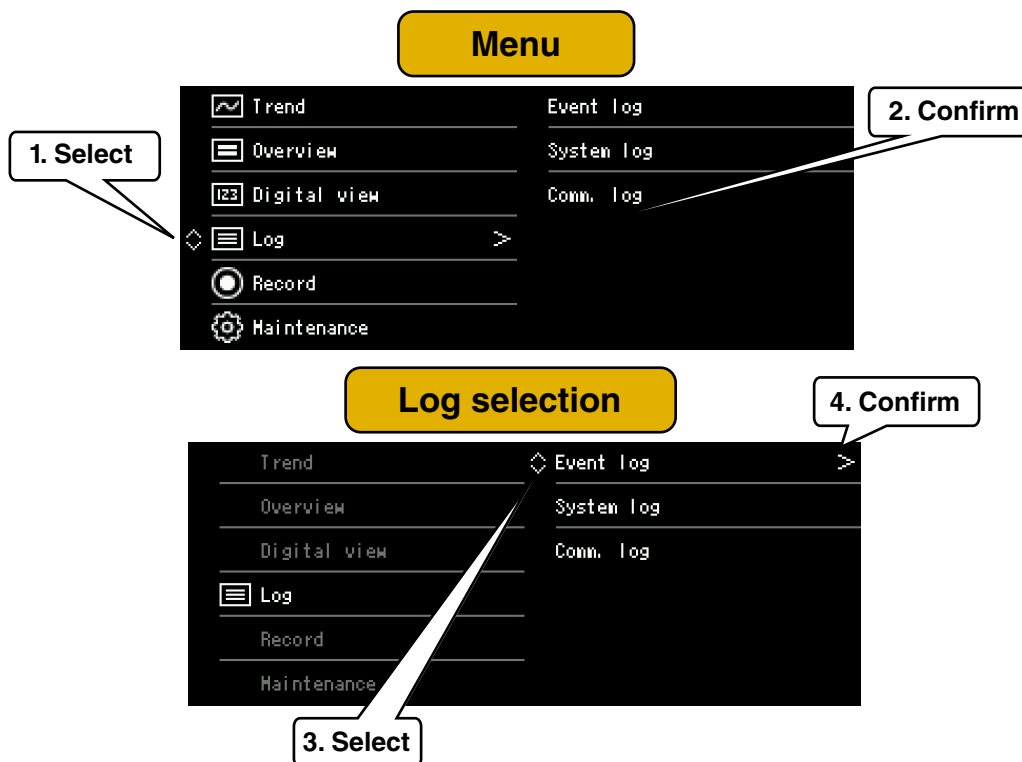 Menu
Trend
Event log
2. Confirm
1. Select
Overview
System log
123 Digital view
Comm. log
Log >
Record
Maintenance
Log selection
4. Confirm
Trend
Event log >
Overview
System log
Digital view
Comm. log
Log
Record
Maintenance
3. Select